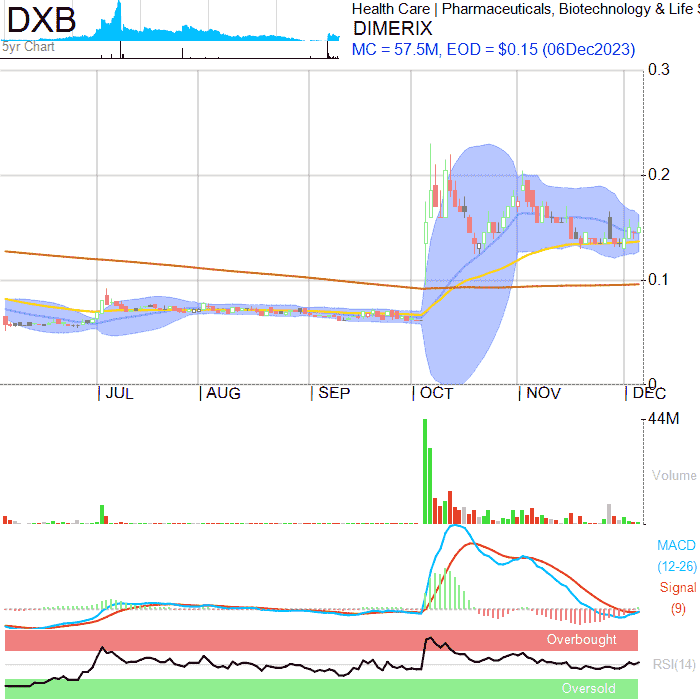 DXB
5yr Chart
Health Care | Pharmaceuticals, Biotechnology & Life
DIMERIX
MC = 57.5M, EOD = $0.15 (06Dec2023)
0.3
0.2
0.1
0
JUL AUG SEP OCT NOV DEC
44M
Volume
MACD
(12-26)
Signal
(9)
Overbought
RSI(14)
Oversold